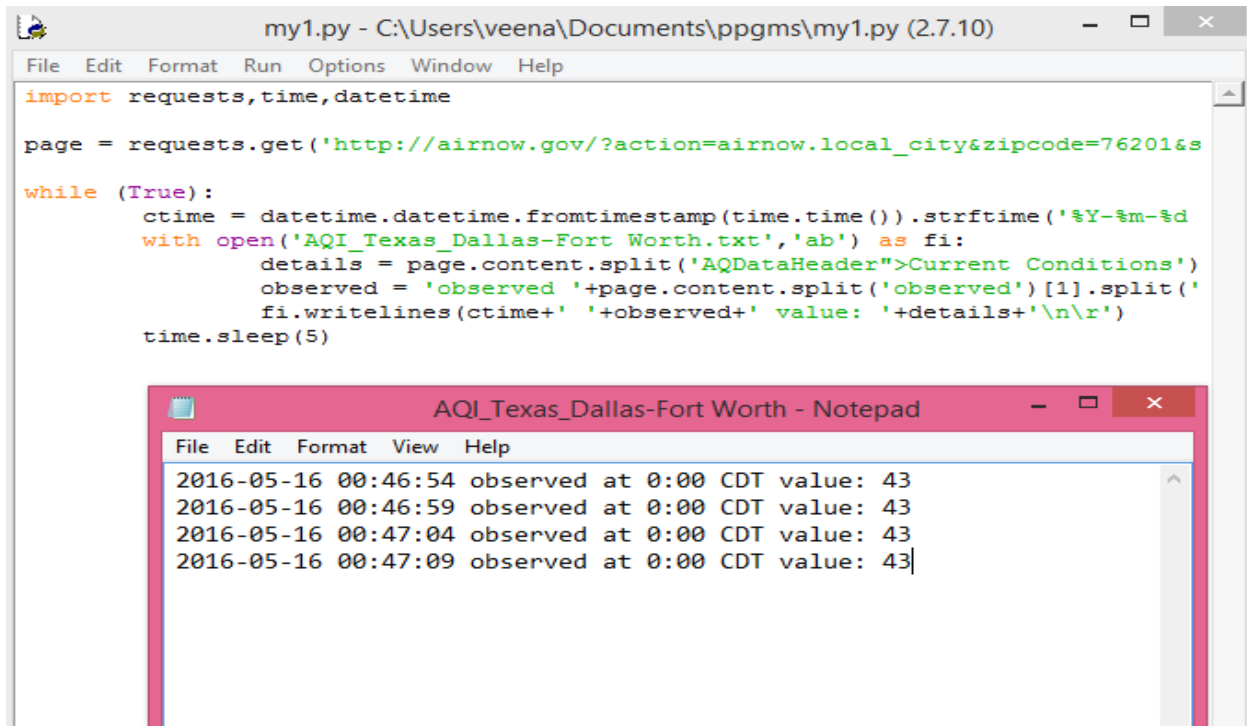 my1.py - C:\Users\veena\Documents\ppgms\my1.py (2.7.10)
File Edit Format Run Options Window Help
import requests,time,datetime
page = requests.get('http://airnow.gov/?action=airnow.local_city&zipcode=76201&s
while (True):
ctime = datetime.datetime.fromtimestamp(time.time()).strftime('%Y-%m-%d
with open('AQI_Texas_Dallas-Fort Worth.txt','ab') as fi:
details = page.content.split('AQDataHeader">Current Conditions')
observed = 'observed '+page.content.split('observed')[1].split('
fi.writelines(ctime+' '+observed+' value: '+details+'\n\r')
time.sleep(5)
AQI_Texas_Dallas-Fort Worth - Notepad
File Edit Format View Help
2016-05-16 00:46:54 observed at 0:00 CDT value: 43
2016-05-16 00:46:59 observed at 0:00 CDT value: 43
2016-05-16 00:47:04 observed at 0:00 CDT value: 43
2016-05-16 00:47:09 observed at 0:00 CDT value: 43